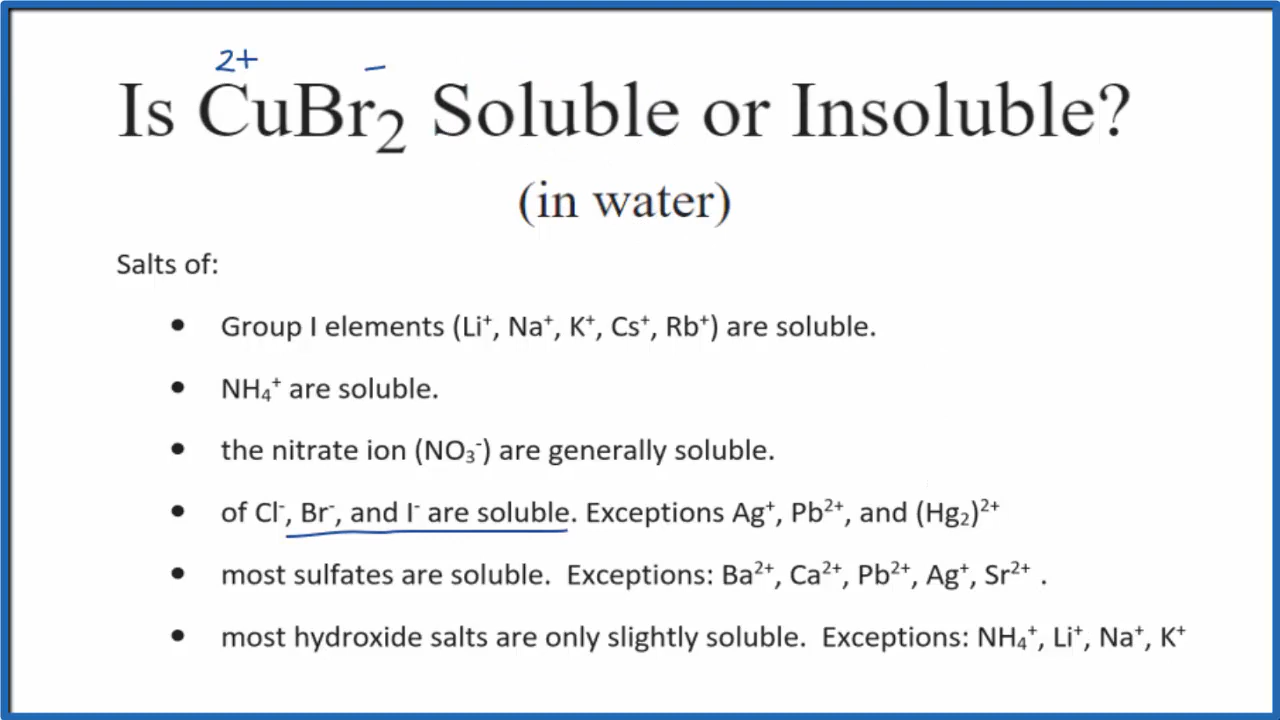 2+ −
Is CuBr₂ Soluble or Insoluble?
(in water)
Salts of:
• Group I elements (Li⁺, Na⁺, K⁺, Cs⁺, Rb⁺) are soluble.
• NH₄⁺ are soluble.
• the nitrate ion (NO₃⁻) are generally soluble.
• of Cl⁻, Br⁻, and I⁻ are soluble. Exceptions Ag⁺, Pb²⁺, and (Hg₂)²⁺
• most sulfates are soluble. Exceptions: Ba²⁺, Ca²⁺, Pb²⁺, Ag⁺, Sr²⁺ .
• most hydroxide salts are only slightly soluble. Exceptions: NH₄⁺, Li⁺, Na⁺, K⁺